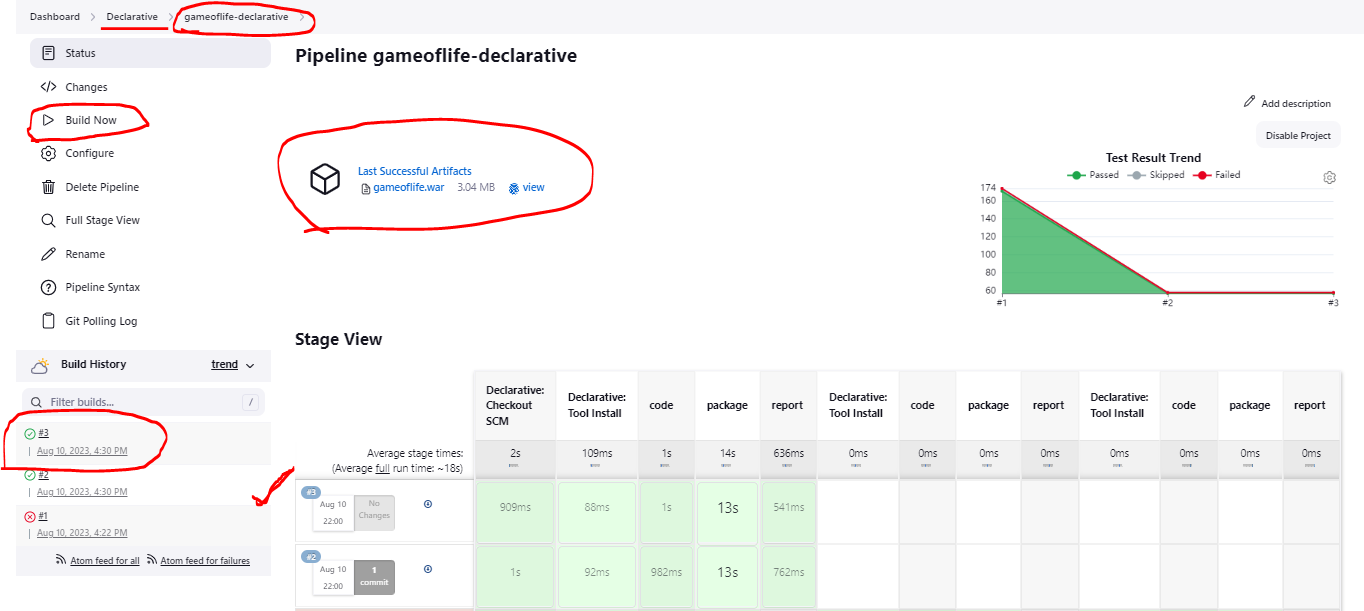 Dashboard > Declarative > gameoflife-declarative >
Status
Changes
Build Now
Configure
Delete Pipeline
Full Stage View
Rename
Pipeline Syntax
Git Polling Log
Build History trend
Filter builds... /
#3
Aug 10, 2023, 4:30 PM
#2
Aug 10, 2023, 4:30 PM
#1
Aug 10, 2023, 4:22 PM
Atom feed for all Atom feed for failures
Pipeline gameoflife-declarative
Add description
Disable Project
Last Successful Artifacts
gameoflife.war 3.04 MB view
Test Result Trend
Passed Skipped Failed
174
160
140
120
100
80
60
#1 #2 #3
Stage View
Declarative: Checkout SCM
Declarative: Tool Install
code
package
report
Declarative: Tool Install
code
package
report
Declarative: Tool Install
code
package
report
Average stage times:
(Average full run time: ~18s)
2s 109ms 1s 14s 636ms 0ms 0ms 0ms 0ms 0ms 0ms 0ms 0ms
#3
Aug 10
22:00
No Changes
909ms 88ms 1s 13s 541ms
#2
Aug 10
22:00
1 commit
1s 92ms 982ms 13s 762ms